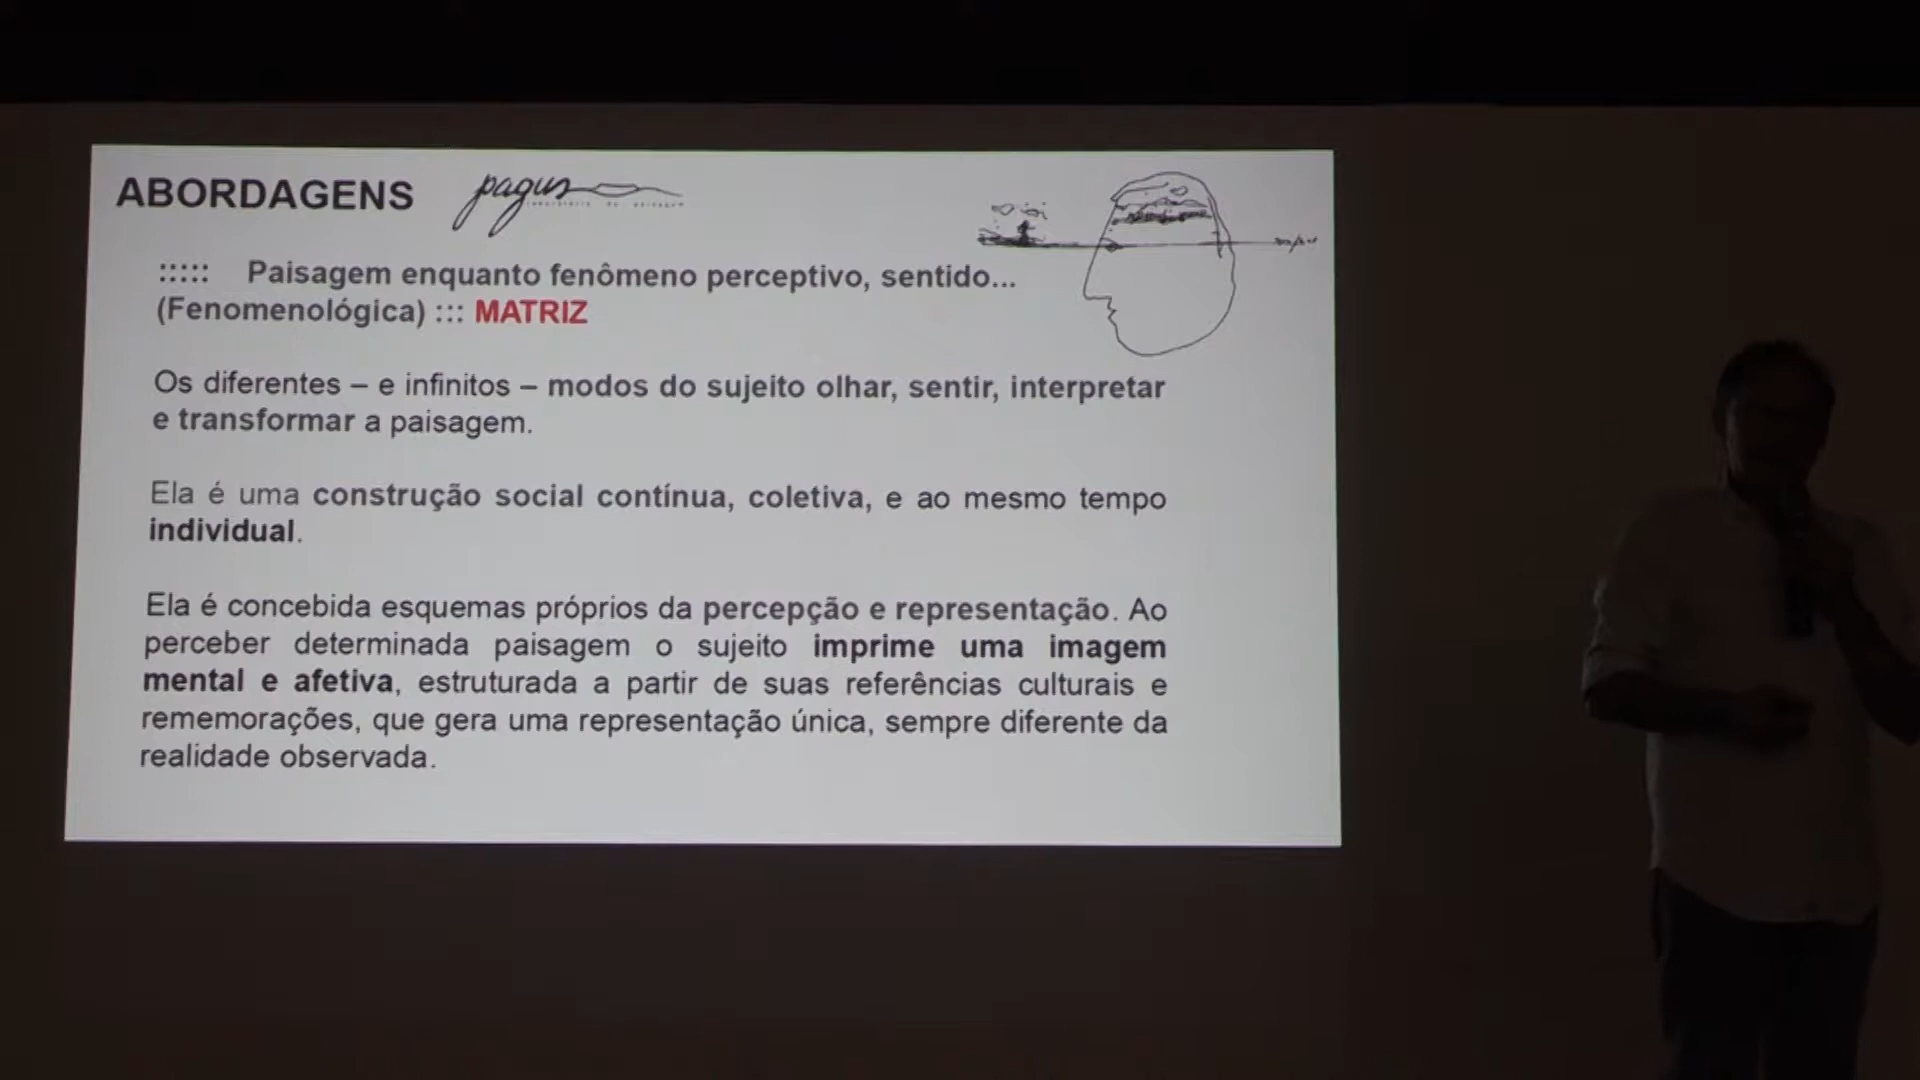 ABORDAGENS
pagus
::::: Paisagem enquanto fenômeno perceptivo, sentido...
(Fenomenológica) ::: MATRIZ
Os diferentes – e infinitos – modos do sujeito olhar, sentir, interpretar
e transformar a paisagem.
Ela é uma construção social contínua, coletiva, e ao mesmo tempo
individual.
Ela é concebida esquemas próprios da percepção e representação. Ao
perceber determinada paisagem o sujeito imprime uma imagem
mental e afetiva, estruturada a partir de suas referências culturais e
rememorações, que gera uma representação única, sempre diferente da
realidade observada.